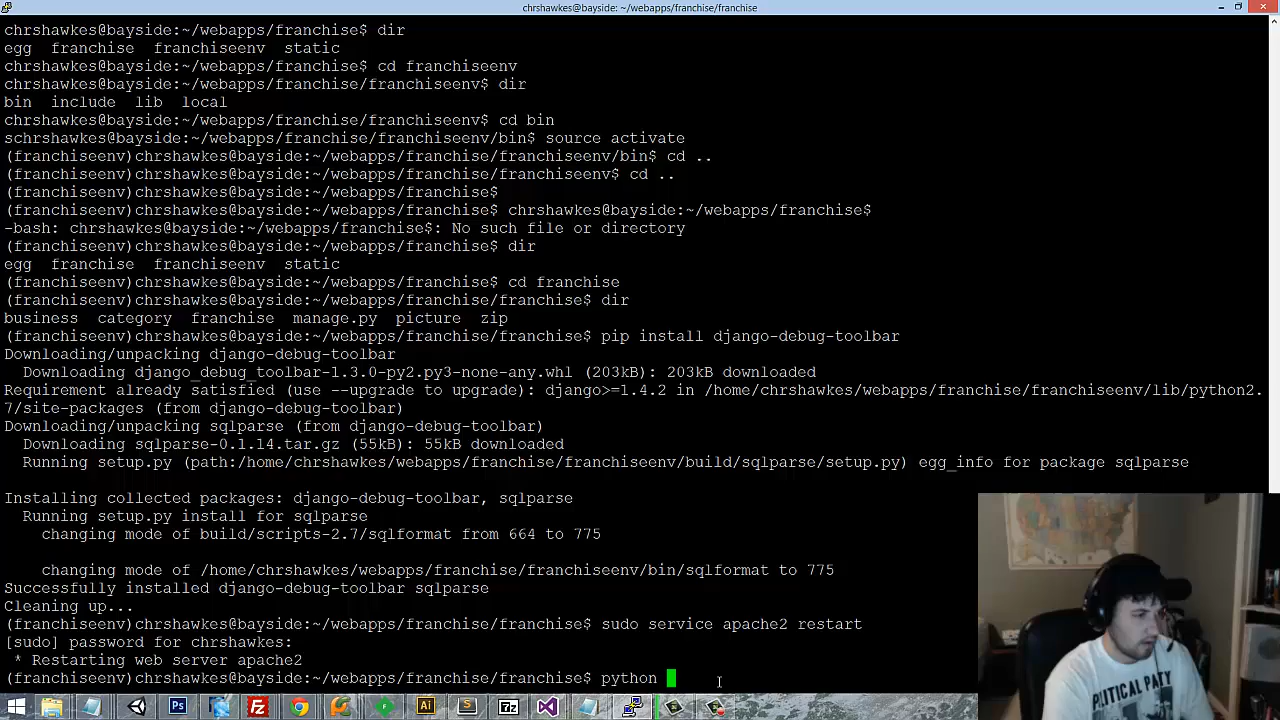 chrshawkes@bayside: ~/webapps/franchise/franchise
chrshawkes@bayside:~/webapps/franchise$ dir
egg  franchise  franchiseenv  static
chrshawkes@bayside:~/webapps/franchise$ cd franchiseenv
chrshawkes@bayside:~/webapps/franchise/franchiseenv$ dir
bin  include  lib  local
chrshawkes@bayside:~/webapps/franchise/franchiseenv$ cd bin
schrshawkes@bayside:~/webapps/franchise/franchiseenv/bin$ source activate
(franchiseenv)chrshawkes@bayside:~/webapps/franchise/franchiseenv/bin$ cd ..
(franchiseenv)chrshawkes@bayside:~/webapps/franchise/franchiseenv$ cd ..
(franchiseenv)chrshawkes@bayside:~/webapps/franchise$
(franchiseenv)chrshawkes@bayside:~/webapps/franchise$ chrshawkes@bayside:~/webapps/franchise$
-bash: chrshawkes@bayside:~/webapps/franchise$: No such file or directory
(franchiseenv)chrshawkes@bayside:~/webapps/franchise$ dir
egg  franchise  franchiseenv  static
(franchiseenv)chrshawkes@bayside:~/webapps/franchise$ cd franchise
(franchiseenv)chrshawkes@bayside:~/webapps/franchise/franchise$ dir
business  category  franchise  manage.py  picture  zip
(franchiseenv)chrshawkes@bayside:~/webapps/franchise/franchise$ pip install django-debug-toolbar
Downloading/unpacking django-debug-toolbar
  Downloading django_debug_toolbar-1.3.0-py2.py3-none-any.whl (203kB): 203kB downloaded
Requirement already satisfied (use --upgrade to upgrade): django>=1.4.2 in /home/chrshawkes/webapps/franchise/franchiseenv/lib/python2.
7/site-packages (from django-debug-toolbar)
Downloading/unpacking sqlparse (from django-debug-toolbar)
  Downloading sqlparse-0.1.14.tar.gz (55kB): 55kB downloaded
  Running setup.py (path:/home/chrshawkes/webapps/franchise/franchiseenv/build/sqlparse/setup.py) egg_info for package sqlparse
Installing collected packages: django-debug-toolbar, sqlparse
  Running setup.py install for sqlparse
    changing mode of build/scripts-2.7/sqlformat from 664 to 775
    changing mode of /home/chrshawkes/webapps/franchise/franchiseenv/bin/sqlformat to 775
Successfully installed django-debug-toolbar sqlparse
Cleaning up...
(franchiseenv)chrshawkes@bayside:~/webapps/franchise/franchise$ sudo service apache2 restart
[sudo] password for chrshawkes:
 * Restarting web server apache2
(franchiseenv)chrshawkes@bayside:~/webapps/franchise/franchise$ python
POLITICAL PATY
Ps
Fz
Ai
S
7z